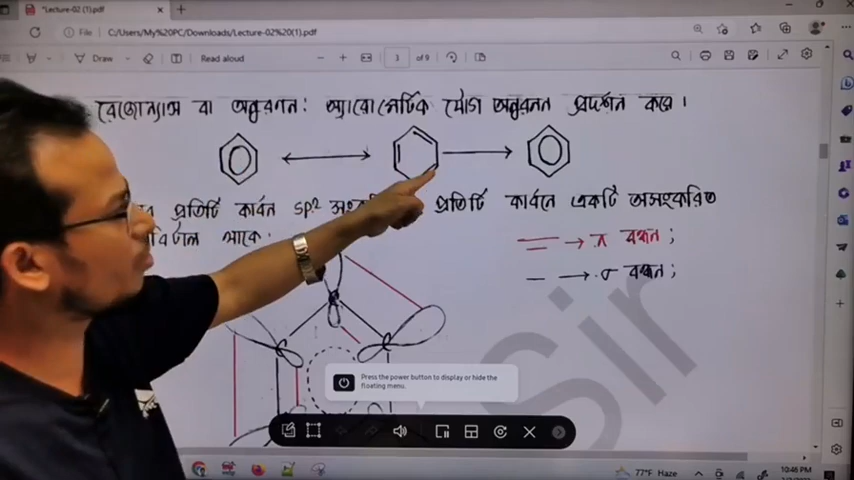 "Lecture-02 (1).pdf
File C:/Users/My%20PC/Downloads/Lecture-02%20(1).pdf
Draw Read aloud 3 of 9
রেজোন্যান্স বা অনুরণন: অ্যারোমেটিক যৌগ অনুরণন প্রদর্শন করে।
প্রতিটি কার্বন sp² প্রতিটি কার্বনে একটি অসংকরিত
থাকে।
= → π বন্ধন;
– → σ বন্ধন;
Sir
Press the power button to display or hide the
floating menu.
77°F Haze 10:46 PM